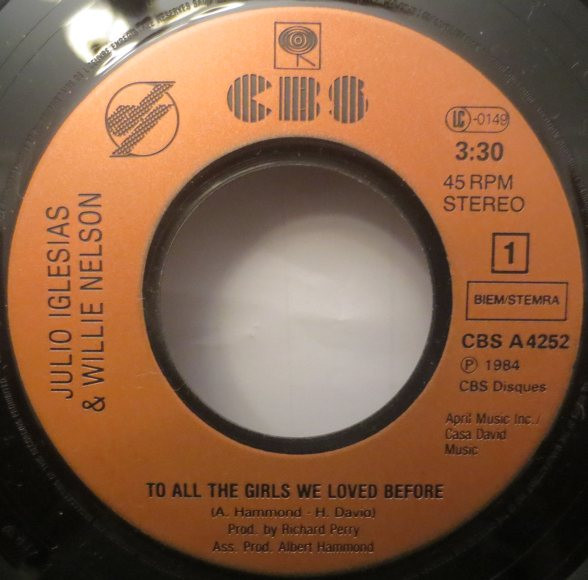 CBS
LC-0149
3:30
45 RPM
STEREO
1
BIEM/STEMRA
CBS A 4252
Ⓟ 1984
CBS Disques
April Music Inc./
Casa David
Music
JULIO IGLESIAS
& WILLIE NELSON
TO ALL THE GIRLS WE LOVED BEFORE
(A. Hammond - H. David)
Prod. by Richard Perry
Ass. Prod. Albert Hammond